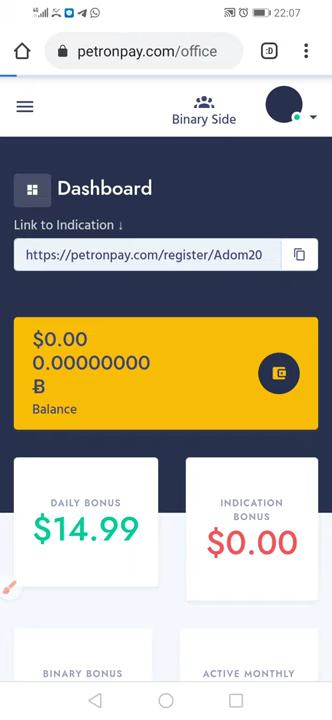 22:07
petronpay.com/office
:D
Binary Side
Dashboard
Link to Indication ↓
https://petronpay.com/register/Adom20
$0.00
0.00000000
Ƀ
Balance
DAILY BONUS
$14.99
INDICATION
BONUS
$0.00
BINARY BONUS
ACTIVE MONTHLY